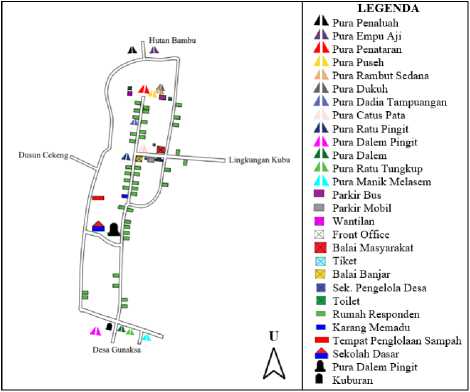 Hutan Bambu
Dusun Cekeng
Lingkungan Kubu
Desa Gunaksa
U
LEGENDA
Pura Penaluah
Pura Empu Aji
Pura Penataran
Pura Puseh
Pura Rambut Sedana
Pura Dukuh
Pura Dadia Tampuangan
Pura Catus Pata
Pura Ratu Pingit
Pura Dalem Pingit
Pura Dalem
Pura Ratu Tungkup
Pura Manik Melasem
Parkir Bus
Parkir Mobil
Wantilan
Front Office
Balai Masyarakat
Tiket
Balai Banjar
Sek. Pengelola Desa
Toilet
Rumah Responden
Karang Memadu
Tempat Penglolaan Sampah
Sekolah Dasar
Pura Dalem Pingit
Kuburan